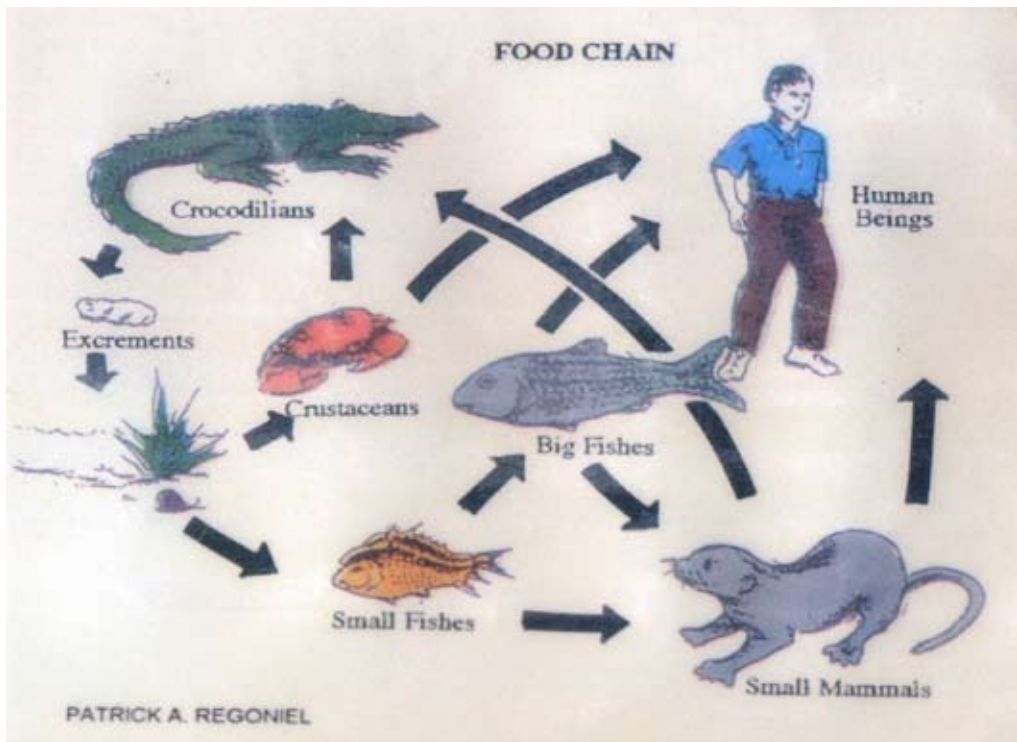 FOOD CHAIN
Crocodilians
Human
Beings
Excrements
Crustaceans
Big Fishes
Small Fishes
Small Mammals
PATRICK A. REGONIEL